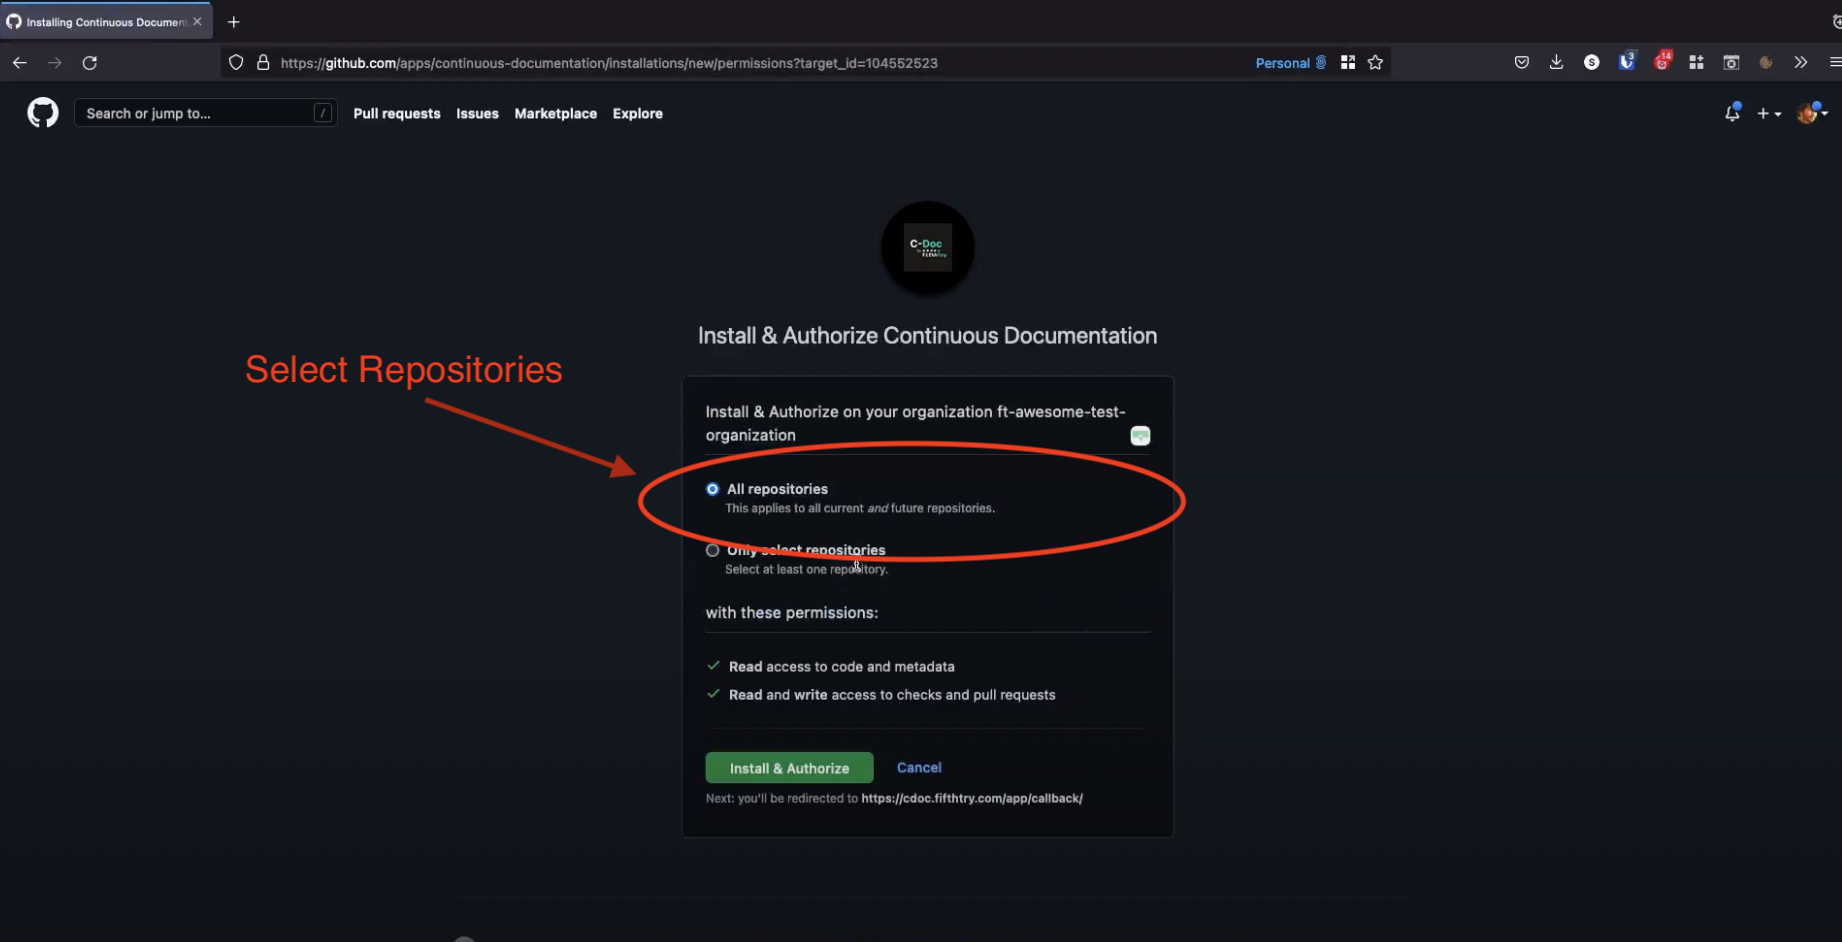 Installing Continuous Documen
https://github.com/apps/continuous-documentation/installations/new/permissions?target_id=104552523
Personal
S
3
14
Search or jump to...
/
Pull requests
Issues
Marketplace
Explore
C-Doc
by
FifthTry
Install & Authorize Continuous Documentation
Select Repositories
Install & Authorize on your organization ft-awesome-test-
organization
All repositories
This applies to all current and future repositories.
Only select repositories
Select at least one repository.
with these permissions:
Read access to code and metadata
Read and write access to checks and pull requests
Install & Authorize
Cancel
Next: you'll be redirected to https://cdoc.fifthtry.com/app/callback/